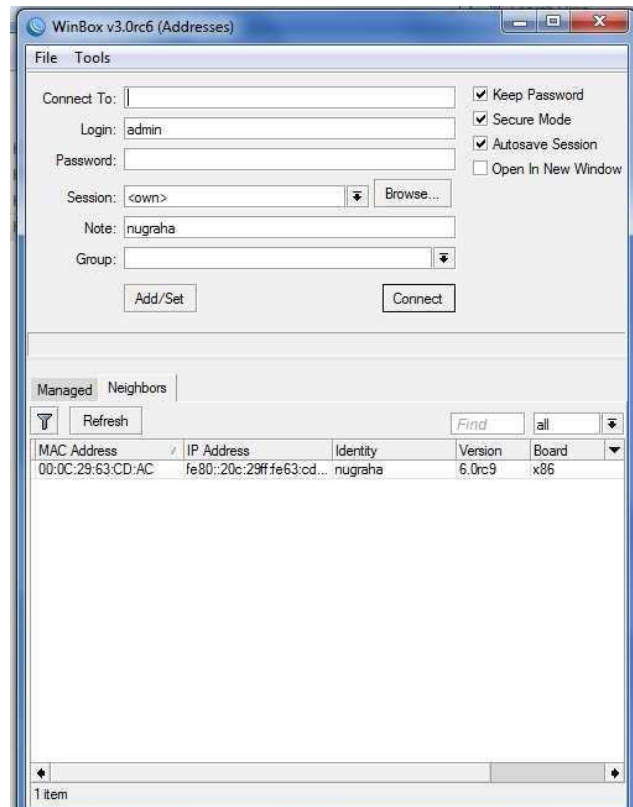 WinBox v3.0rc6 (Addresses)
File Tools
Connect To:
Keep Password
Login: admin
Secure Mode
Password:
Autosave Session
Open In New Window
Session: <own> Browse...
Note: nugraha
Group:
Add/Set Connect
Managed Neighbors
Refresh Find all
MAC Address IP Address Identity Version Board
00:0C:29:63:CD:AC fe80::20c:29ff:fe63:cd... nugraha 6.0rc9 x86
1 item